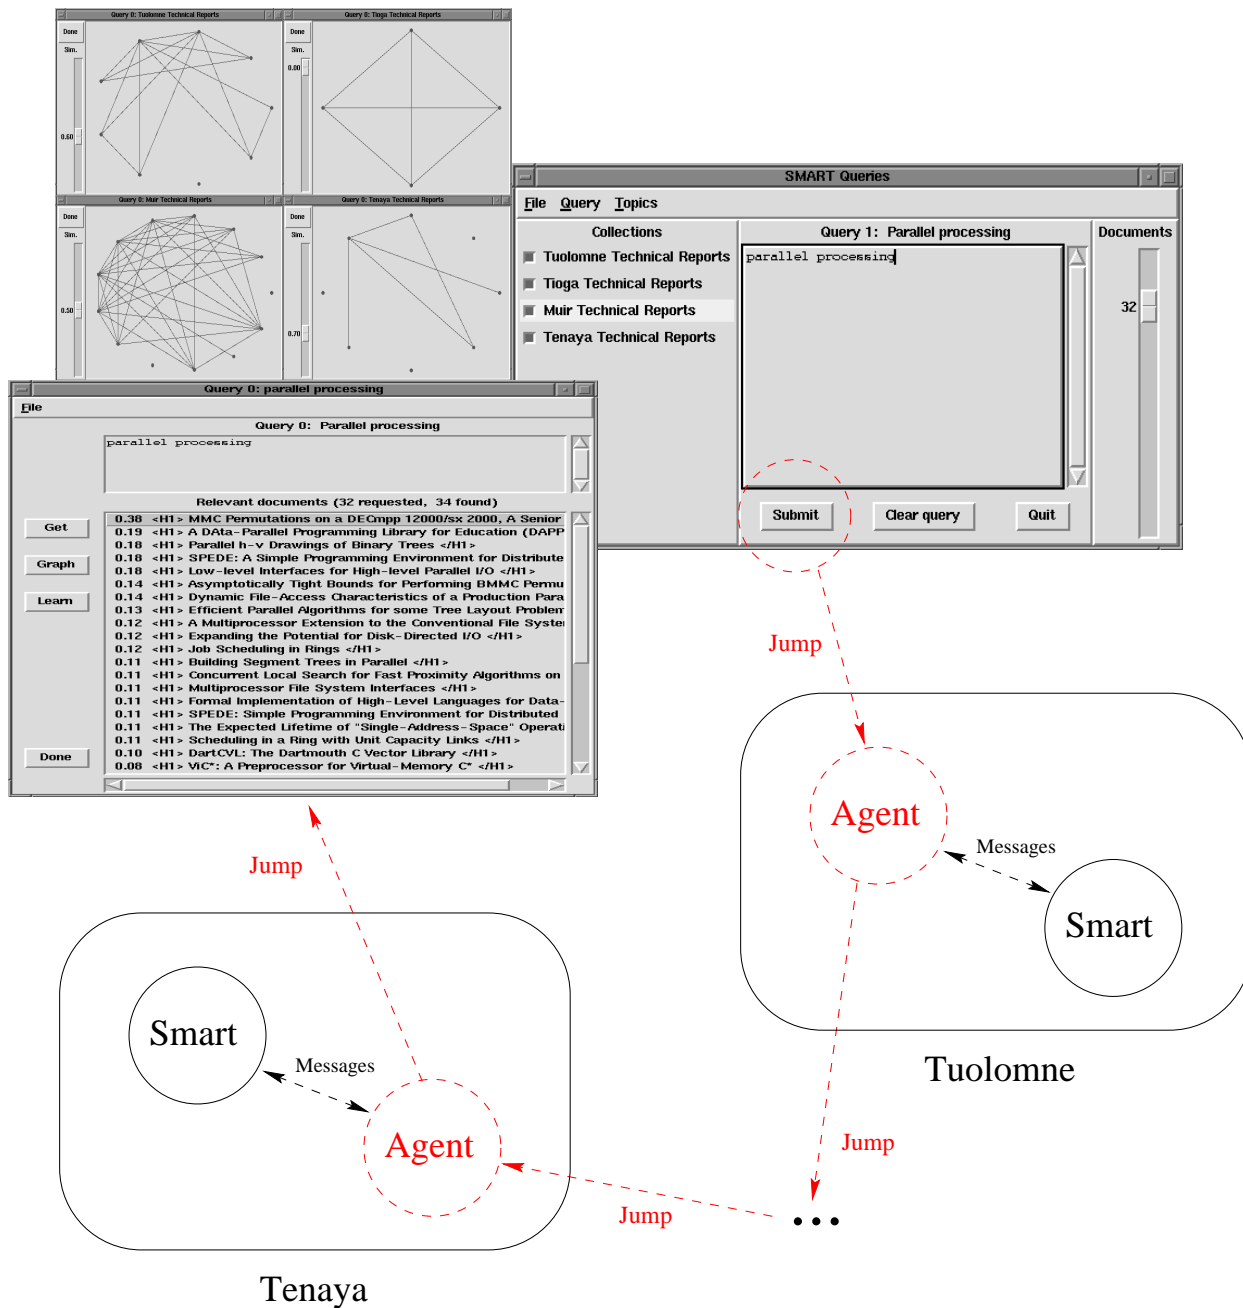 Query 0: Tuolomne Technical Reports
Done
Sim.
0.60
Query 0: Tioga Technical Reports
Done
Sim.
0.00
Query 0: Muir Technical Reports
Done
Sim.
0.50
Query 0: Tenaya Technical Reports
Done
Sim.
0.70
SMART Queries
File Query Topics
Collections
Tuolomne Technical Reports
Tioga Technical Reports
Muir Technical Reports
Tenaya Technical Reports
Query 1: Parallel processing
parallel processing
Documents
32
Submit
Clear query
Quit
Query 0: parallel processing
File
Query 0: Parallel processing
parallel processing
Relevant documents (32 requested, 34 found)
Get
Graph
Learn
Done
0.38 <H1> MMC Permutations on a DECmpp 12000/sx 2000, A Senior
0.19 <H1> A DAta-Parallel Programming Library for Education (DAPP
0.18 <H1> Parallel h-v Drawings of Binary Trees </H1>
0.18 <H1> SPEDE: A Simple Programming Environment for Distribute
0.18 <H1> Low-level Interfaces for High-level Parallel I/O </H1>
0.14 <H1> Asymptotically Tight Bounds for Performing BMMC Permu
0.14 <H1> Dynamic File-Access Characteristics of a Production Para
0.13 <H1> Efficient Parallel Algorithms for some Tree Layout Problem
0.12 <H1> A Multiprocessor Extension to the Conventional File Syste
0.12 <H1> Expanding the Potential for Disk-Directed I/O </H1>
0.12 <H1> Job Scheduling in Rings </H1>
0.11 <H1> Building Segment Trees in Parallel </H1>
0.11 <H1> Concurrent Local Search for Fast Proximity Algorithms on
0.11 <H1> Multiprocessor File System Interfaces </H1>
0.11 <H1> Formal Implementation of High-Level Languages for Data-
0.11 <H1> SPEDE: Simple Programming Environment for Distributed
0.11 <H1> The Expected Lifetime of "Single-Address-Space" Operati
0.11 <H1> Scheduling in a Ring with Unit Capacity Links </H1>
0.10 <H1> DartCVL: The Dartmouth C Vector Library </H1>
0.08 <H1> ViC*: A Preprocessor for Virtual-Memory C* </H1>
Jump
Agent
Messages
Smart
Tuolomne
Jump
Jump
Jump
Smart
Messages
Agent
Tenaya